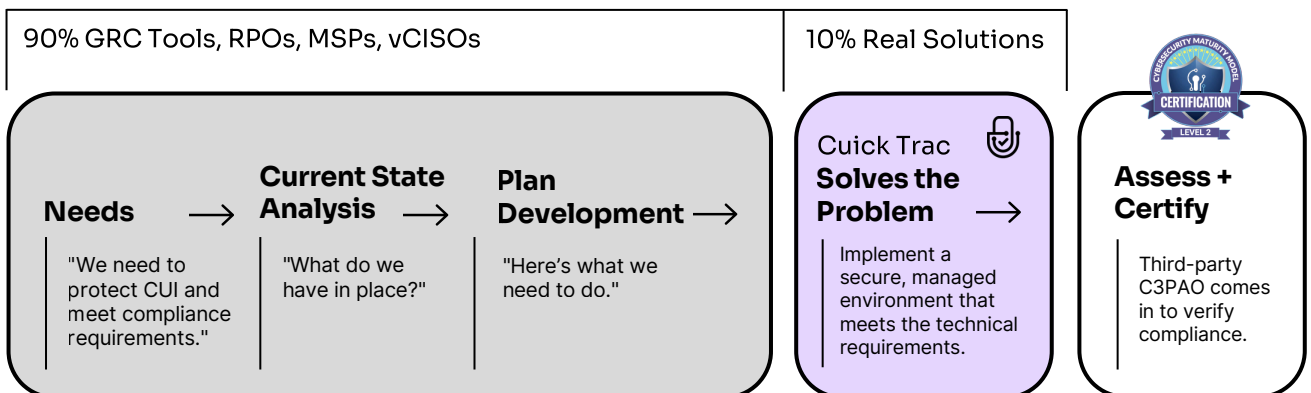 90% GRC Tools, RPOs, MSPs, vCISOs
10% Real Solutions
CYBERSECURITY MATURITY MODEL
CERTIFICATION
LEVEL 2
Needs
"We need to
protect CUI and
meet compliance
requirements."
Current State
Analysis
"What do we
have in place?"
Plan
Development
"Here’s what we
need to do."
Cuick Trac
Solves the
Problem
Implement a
secure, managed
environment that
meets the technical
requirements.
Assess +
Certify
Third-party
C3PAO comes
in to verify
compliance.